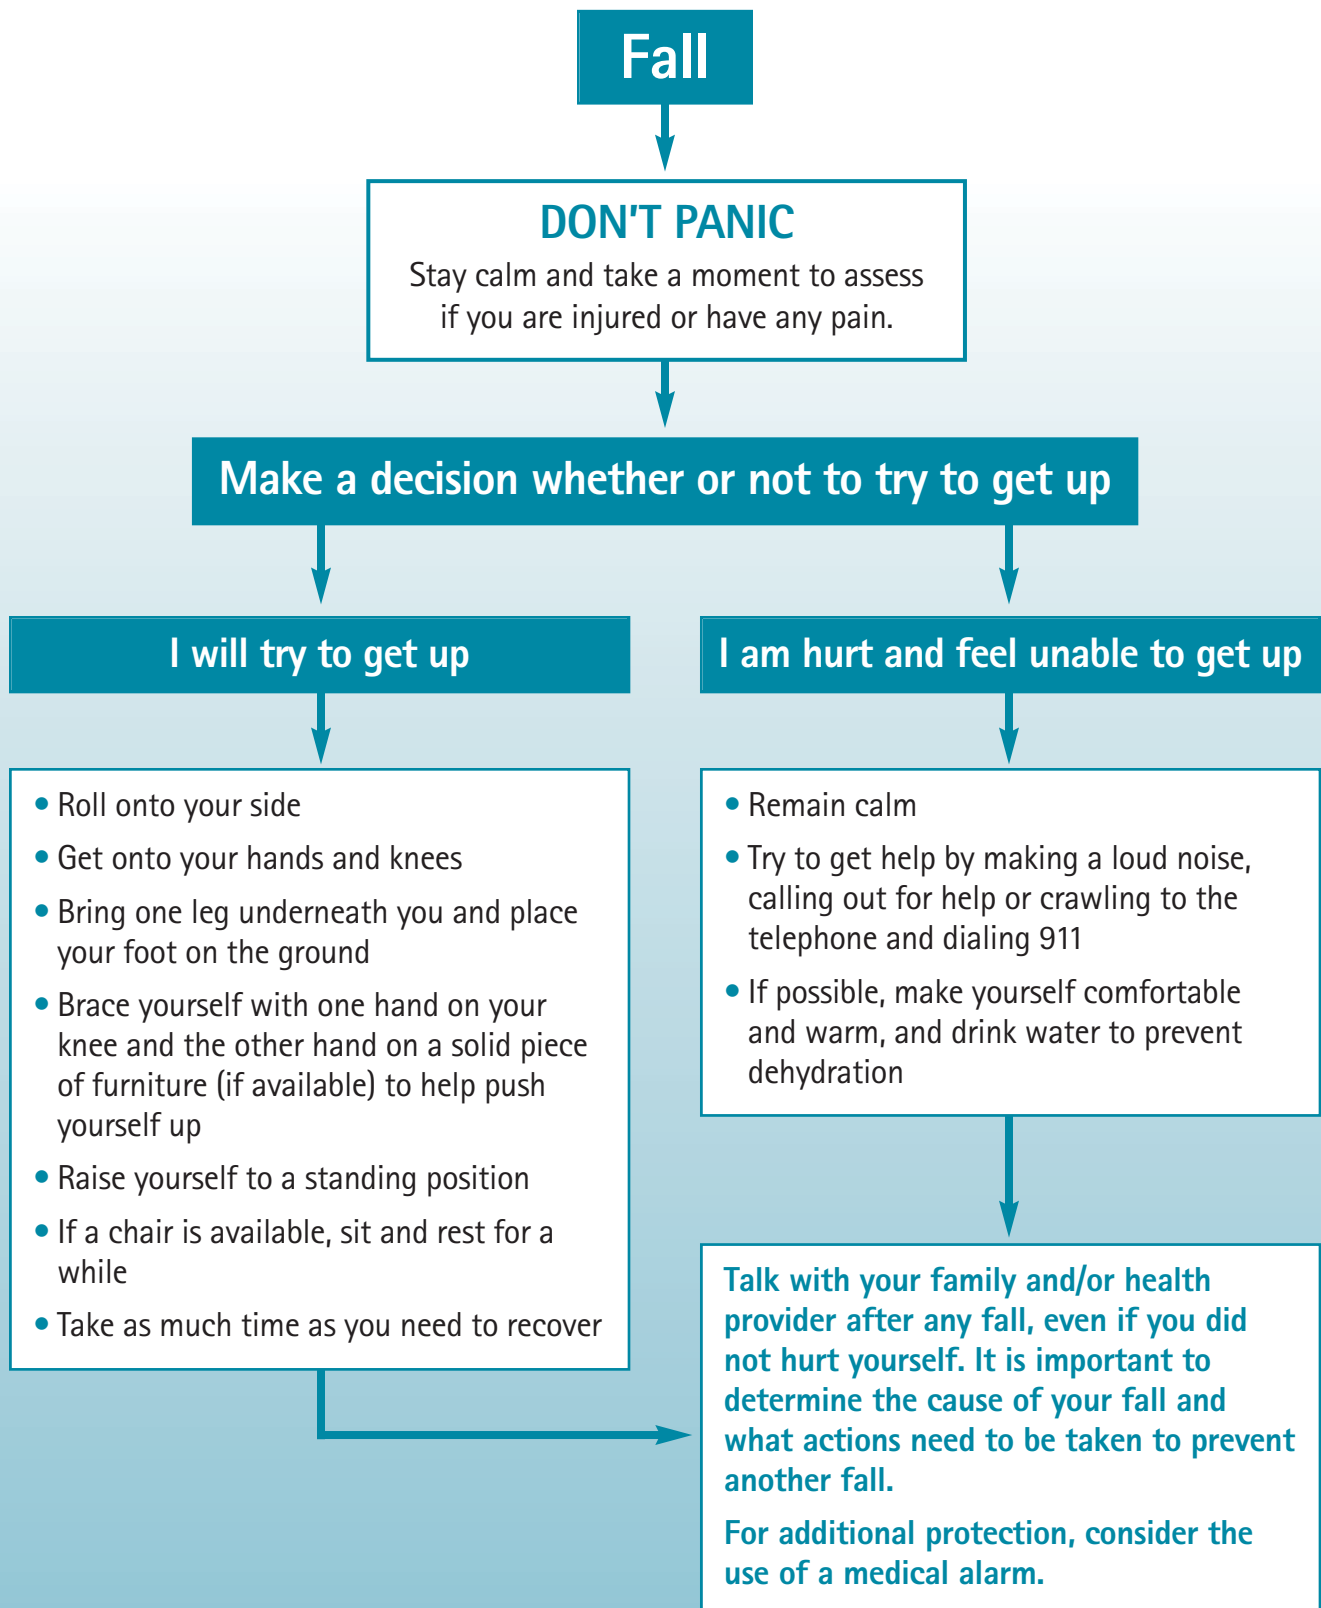 Fall
DON'T PANIC
Stay calm and take a moment to assess
if you are injured or have any pain.
Make a decision whether or not to try to get up
I will try to get up
• Roll onto your side
• Get onto your hands and knees
• Bring one leg underneath you and place
your foot on the ground
• Brace yourself with one hand on your
knee and the other hand on a solid piece
of furniture (if available) to help push
yourself up
• Raise yourself to a standing position
• If a chair is available, sit and rest for a
while
• Take as much time as you need to recover
I am hurt and feel unable to get up
• Remain calm
• Try to get help by making a loud noise,
calling out for help or crawling to the
telephone and dialing 911
• If possible, make yourself comfortable
and warm, and drink water to prevent
dehydration
Talk with your family and/or health
provider after any fall, even if you did
not hurt yourself. It is important to
determine the cause of your fall and
what actions need to be taken to prevent
another fall.
For additional protection, consider the
use of a medical alarm.